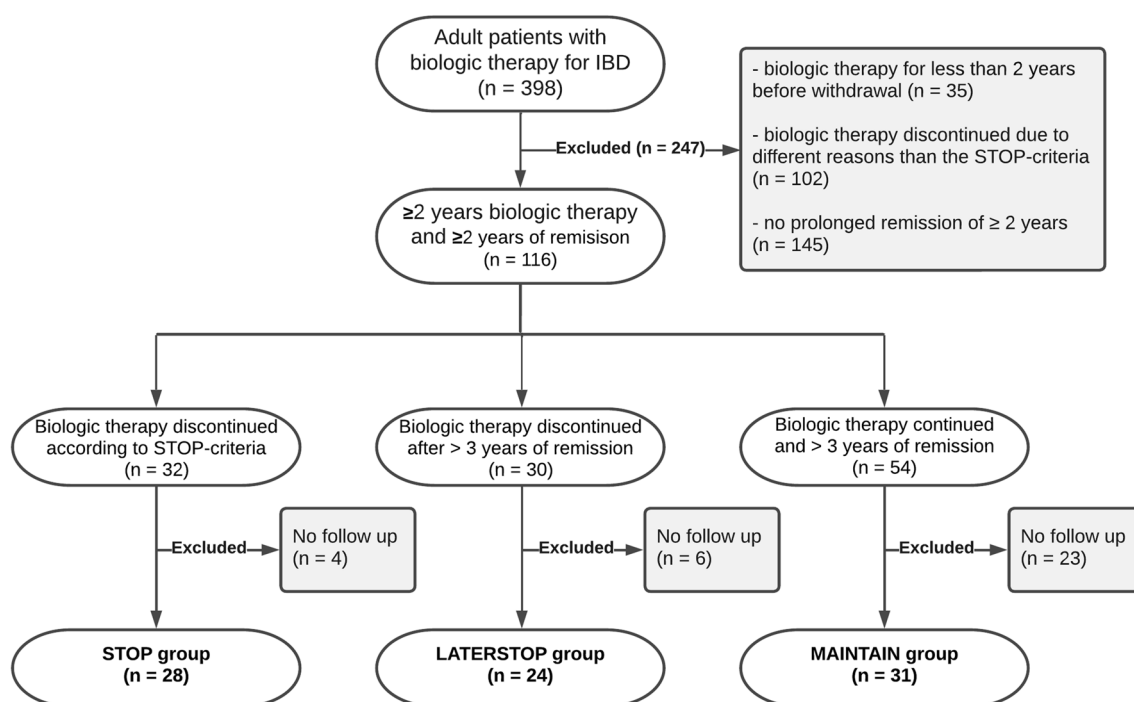 Adult patients with
biologic therapy for IBD
(n = 398)
Excluded (n = 247)
- biologic therapy for less than 2 years
before withdrawal (n = 35)
- biologic therapy discontinued due to
different reasons than the STOP-criteria
(n = 102)
- no prolonged remission of ≥ 2 years
(n = 145)
≥2 years biologic therapy
and ≥2 years of remisison
(n = 116)
Biologic therapy discontinued
according to STOP-criteria
(n = 32)
Biologic therapy discontinued
after > 3 years of remission
(n = 30)
Biologic therapy continued
and > 3 years of remission
(n = 54)
Excluded
No follow up
(n = 4)
Excluded
No follow up
(n = 6)
Excluded
No follow up
(n = 23)
STOP group
(n = 28)
LATERSTOP group
(n = 24)
MAINTAIN group
(n = 31)